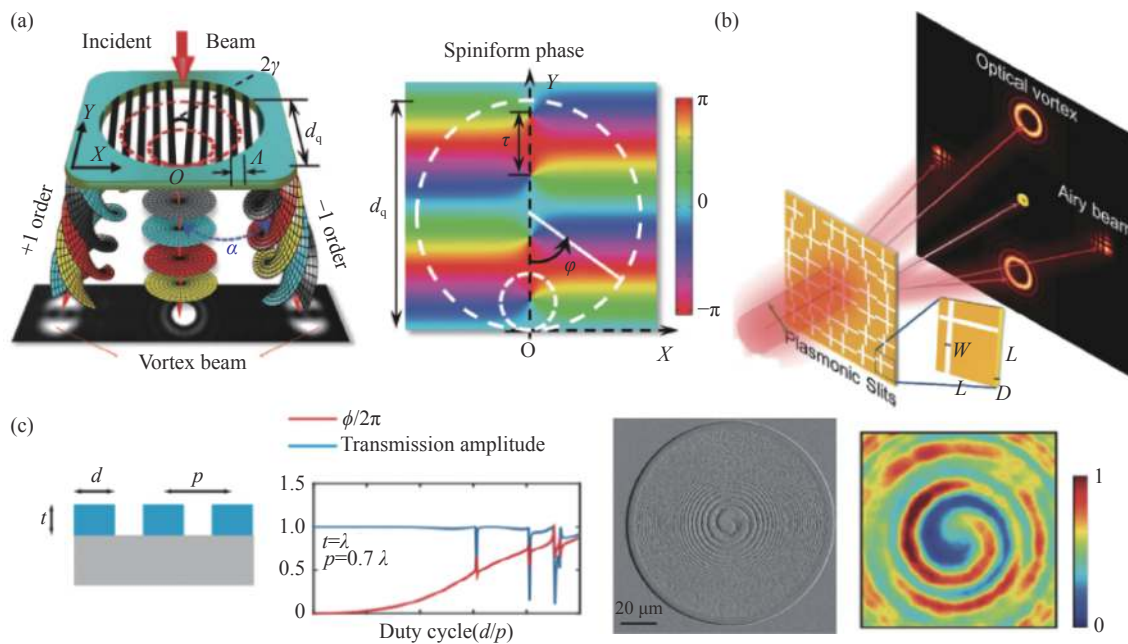 (a)
Incident Beam
2γ
Y
X
d_q
Λ
O
+1 order
−1 order
α
Vortex beam
Spiniform phase
Y
τ
d_q
φ
O
X
π
0
−π
(b)
Optical vortex
Airy beam
Plasmonic Slits
W
L
L
D
(c)
d
p
t
ϕ/2π
Transmission amplitude
1.5
1.0
0.5
0
t=λ
p=0.7 λ
Duty cycle(d/p)
20 μm
1
0